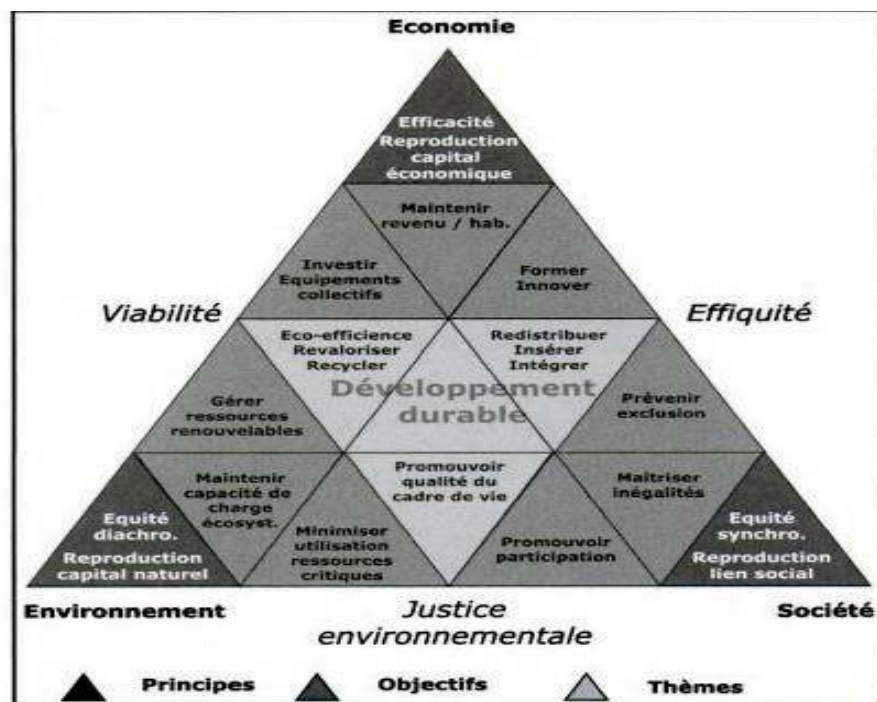 Economie
Efficacité
Reproduction
capital
économique
Maintenir
revenu / hab.
Investir
Equipements
collectifs
Former
Innover
Viabilité
Effiquité
Eco-efficience
Revaloriser
Recycler
Redistribuer
Insérer
Intégrer
Développement
durable
Gérer
ressources
renouvelables
Prévenir
exclusion
Maintenir
capacité de
charge
écosyst.
Promouvoir
qualité du
cadre de vie
Maîtriser
inégalités
Equité
diachro.
Reproduction
capital naturel
Minimiser
utilisation
ressources
critiques
Promouvoir
participation
Equité
synchro.
Reproduction
lien social
Environnement
Justice
environnementale
Société
Principes
Objectifs
Thèmes